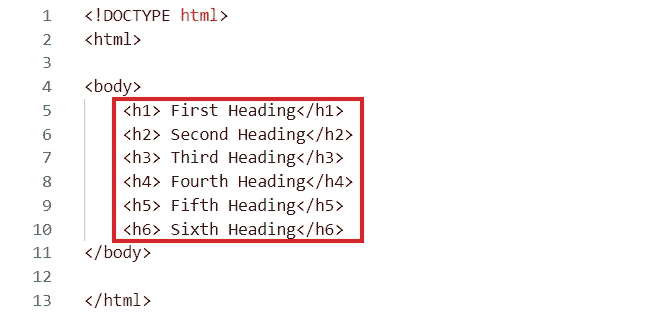 1 <!DOCTYPE html>
2 <html>
3
4 <body>
5 <h1> First Heading</h1>
6 <h2> Second Heading</h2>
7 <h3> Third Heading</h3>
8 <h4> Fourth Heading</h4>
9 <h5> Fifth Heading</h5>
10 <h6> Sixth Heading</h6>
11 </body>
12
13 </html>